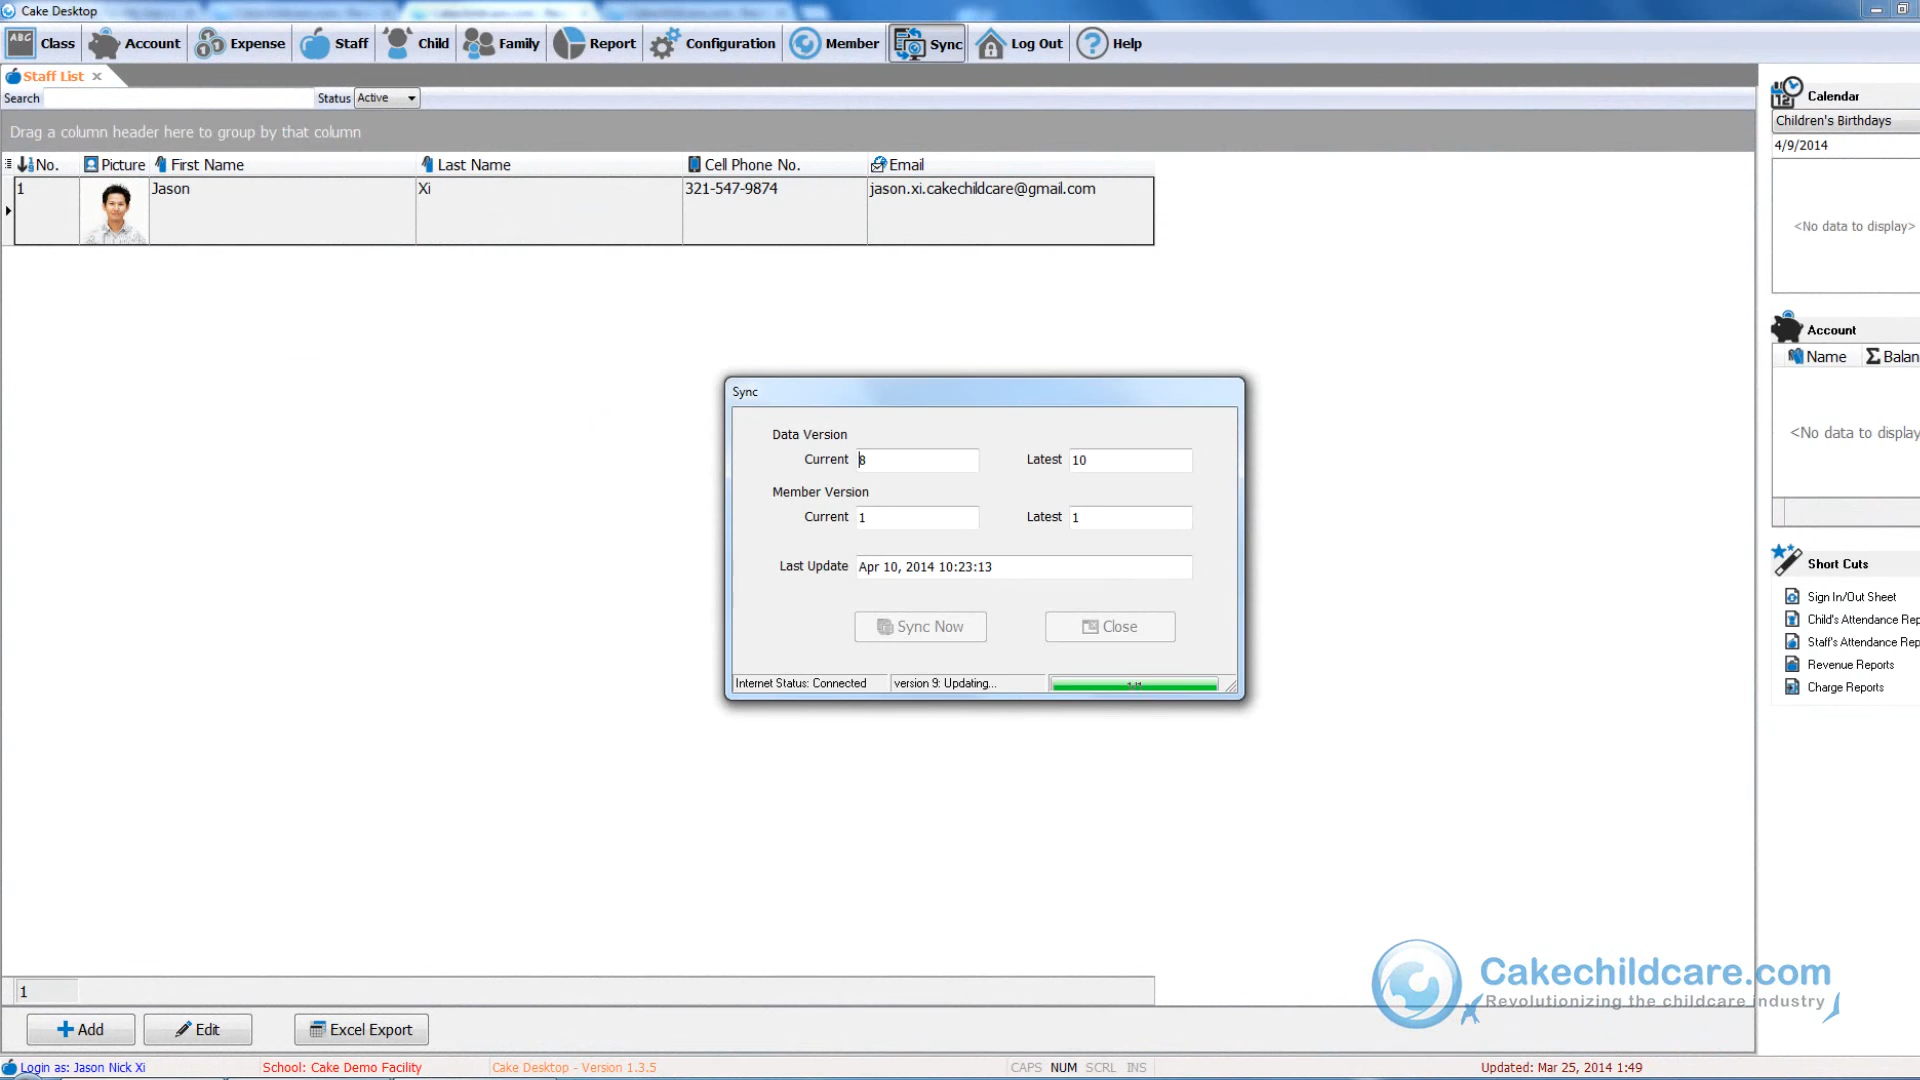 Cake Desktop
ABC Class Account Expense Staff Child Family Report Configuration Member Sync Log Out Help
Staff List
Search Status Active
Drag a column header here to group by that column
No. Picture First Name Last Name Cell Phone No. Email
1 Jason Xi 321-547-9874 jason.xi.cakechildcare@gmail.com
Sync
Data Version
Current 8 Latest 10
Member Version
Current 1 Latest 1
Last Update Apr 10, 2014 10:23:13
Sync Now Close
Internet Status: Connected version 9: Updating...
12 Calendar
Children's Birthdays
4/9/2014
<No data to display>
Account
Name Balan
<No data to display
Short Cuts
Sign In/Out Sheet
Child's Attendance Rep
Staff's Attendance Rep
Revenue Reports
Charge Reports
Cakechildcare.com
Revolutionizing the childcare industry
1
Add Edit Excel Export
Login as: Jason Nick Xi School: Cake Demo Facility Cake Desktop - Version 1.3.5 CAPS NUM SCRL INS Updated: Mar 25, 2014 1:49